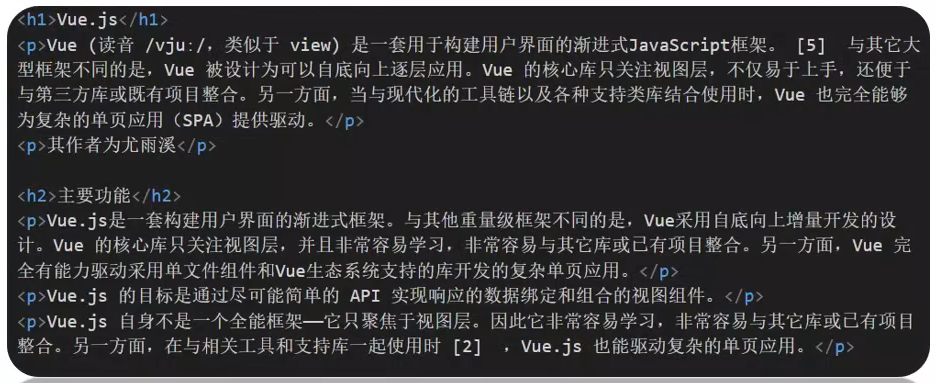 <h1>Vue.js</h1>
<p>Vue (读音 /vjuː/，类似于 view) 是一套用于构建用户界面的渐进式JavaScript框架。 [5]  与其它大
型框架不同的是，Vue 被设计为可以自底向上逐层应用。Vue 的核心库只关注视图层，不仅易于上手，还便于
与第三方库或既有项目整合。另一方面，当与现代化的工具链以及各种支持类库结合使用时，Vue 也完全能够
为复杂的单页应用（SPA）提供驱动。</p>
<p>其作者为尤雨溪</p>
<h2>主要功能</h2>
<p>Vue.js是一套构建用户界面的渐进式框架。与其他重量级框架不同的是，Vue采用自底向上增量开发的设
计。Vue 的核心库只关注视图层，并且非常容易学习，非常容易与其它库或已有项目整合。另一方面，Vue 完
全有能力驱动采用单文件组件和Vue生态系统支持的库开发的复杂单页应用。</p>
<p>Vue.js 的目标是通过尽可能简单的 API 实现响应的数据绑定和组合的视图组件。</p>
<p>Vue.js 自身不是一个全能框架——它只聚焦于视图层。因此它非常容易学习，非常容易与其它库或已有项目
整合。另一方面，在与相关工具和支持库一起使用时 [2]  ，Vue.js 也能驱动复杂的单页应用。</p>